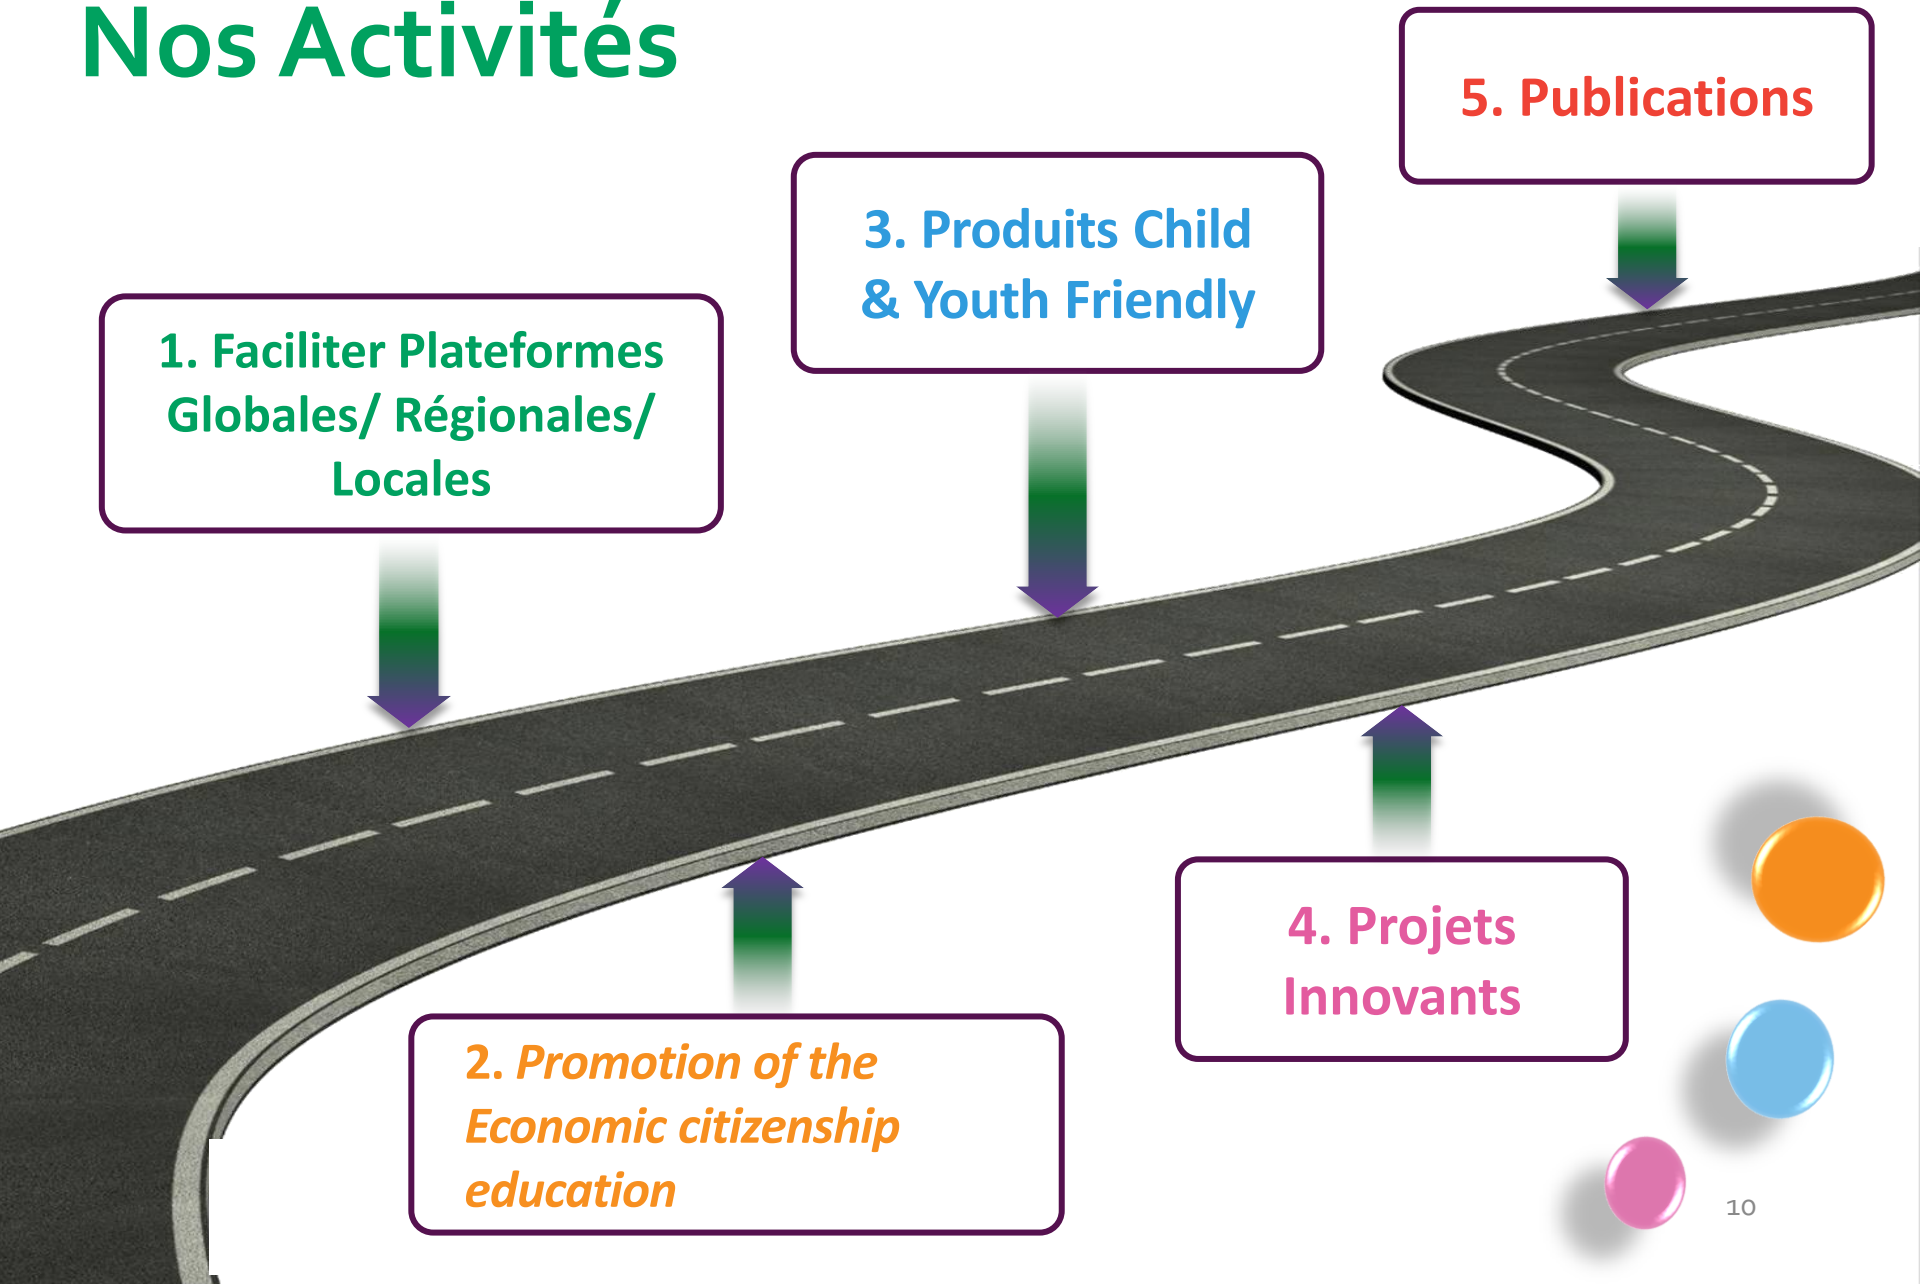 Nos Activités
1. Faciliter Plateformes
Globales/ Régionales/
Locales
2. Promotion of the
Economic citizenship
education
3. Produits Child
& Youth Friendly
4. Projets
Innovants
5. Publications
10